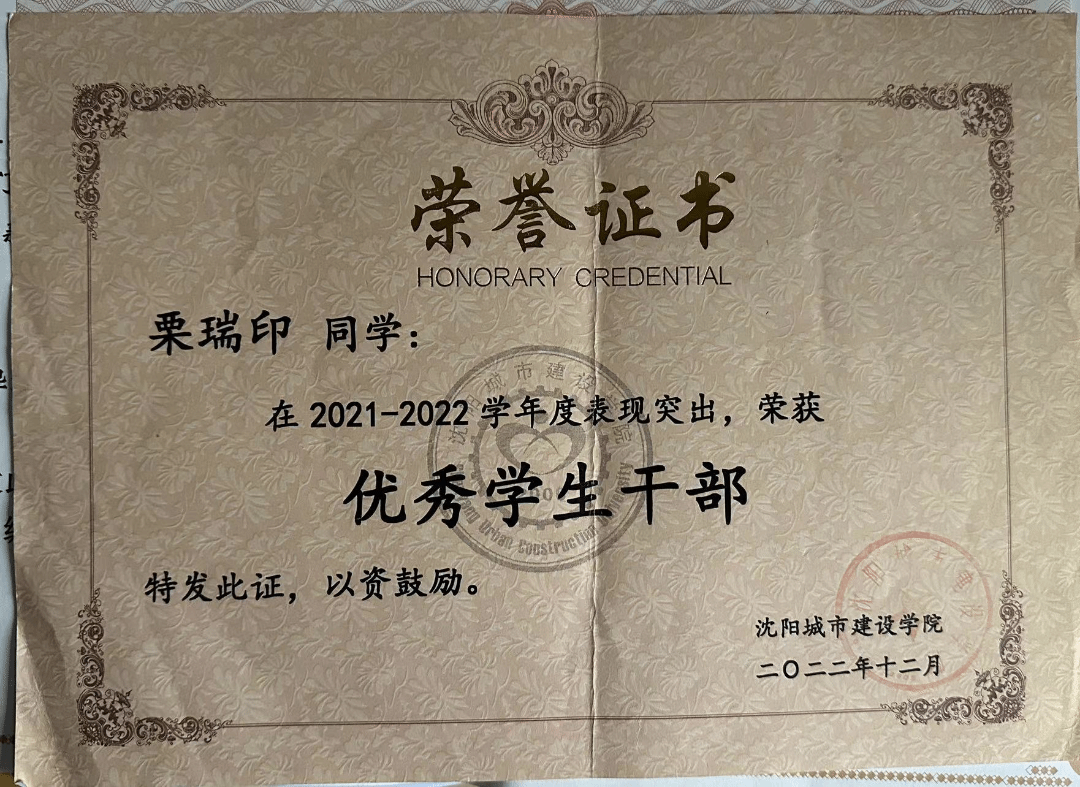 荣誉证书
HONORARY CREDENTIAL
栗瑞印 同学：
在2021-2022学年度表现突出，荣获
优秀学生干部
特发此证，以资鼓励。
沈阳城市建设学院
二〇二二年十二月